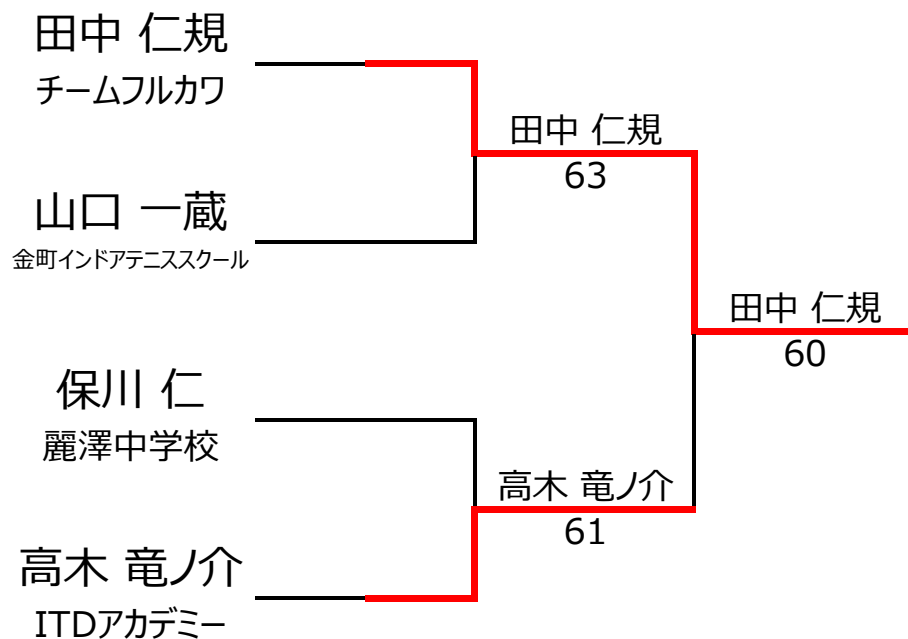 田中 仁規
チームフルカワ
田中 仁規
63
山口 一蔵
金町インドアテニススクール
田中 仁規
60
保川 仁
麗澤中学校
高木 竜ノ介
61
高木 竜ノ介
ITDアカデミー